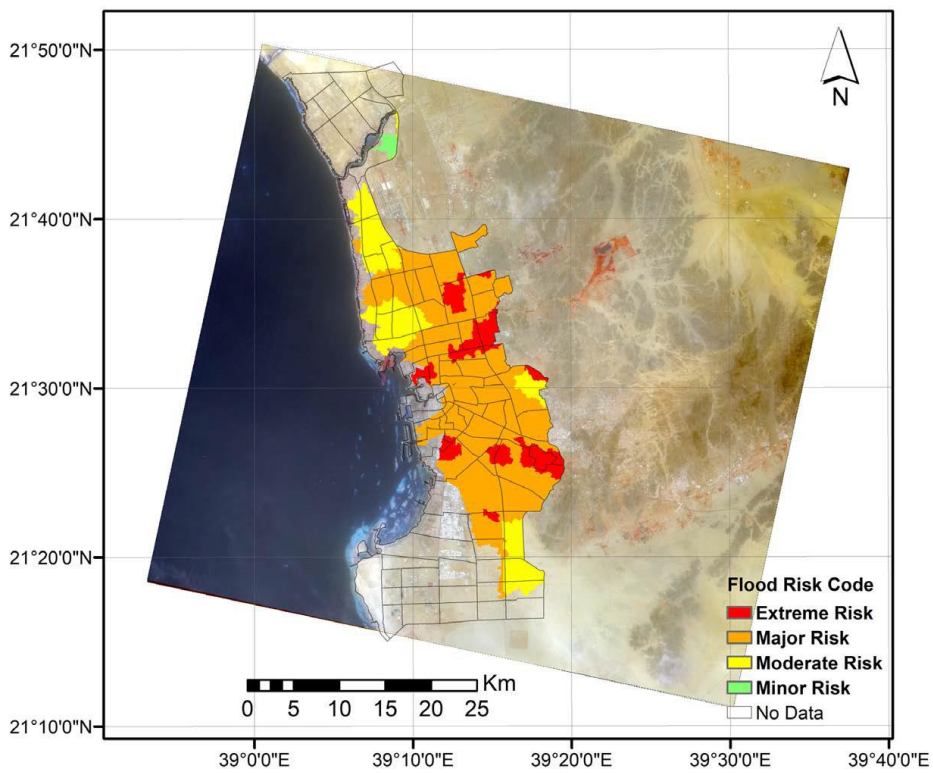 21°50'0"N
N
21°40'0"N
21°30'0"N
21°20'0"N
Flood Risk Code
Extreme Risk
Major Risk
Moderate Risk
Minor Risk
No Data
Km
0 5 10 15 20 25
21°10'0"N
39°0'0"E 39°10'0"E 39°20'0"E 39°30'0"E 39°40'0"E